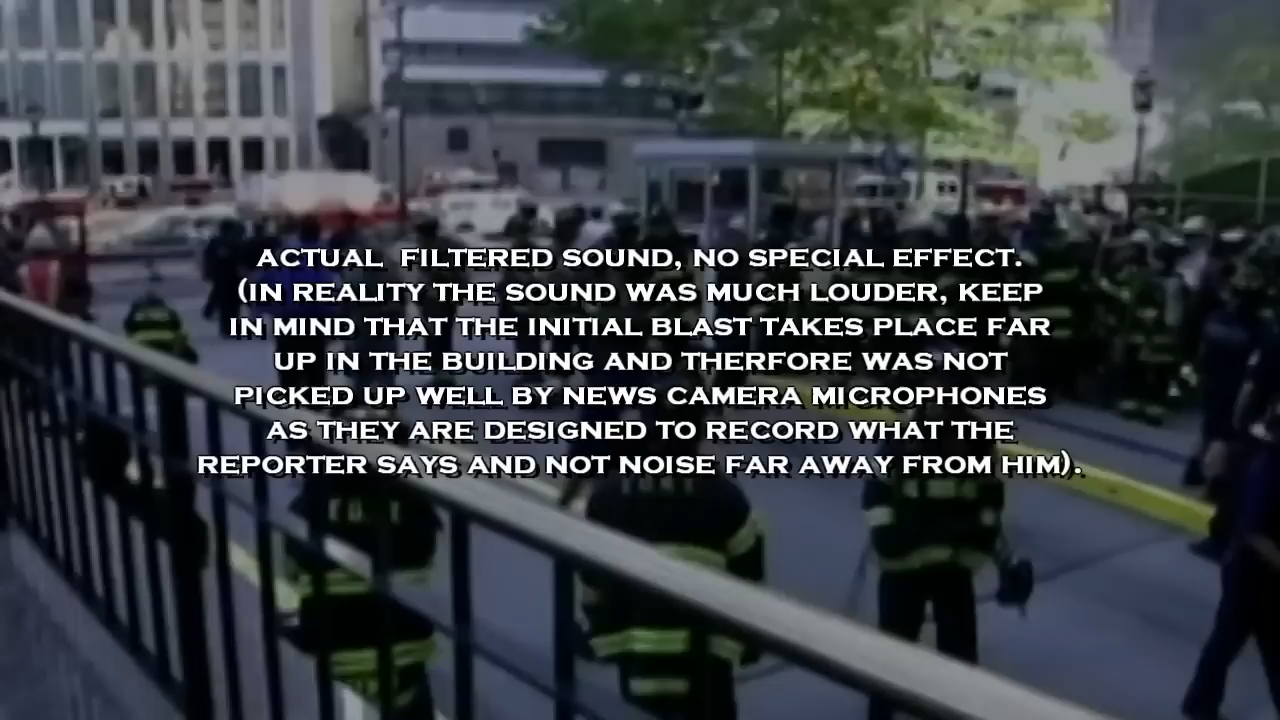 ACTUAL  FILTERED SOUND, NO SPECIAL EFFECT.
(IN REALITY THE SOUND WAS MUCH LOUDER, KEEP
IN MIND THAT THE INITIAL BLAST TAKES PLACE FAR
UP IN THE BUILDING AND THERFORE WAS NOT
PICKED UP WELL BY NEWS CAMERA MICROPHONES
AS THEY ARE DESIGNED TO RECORD WHAT THE
REPORTER SAYS AND NOT NOISE FAR AWAY FROM HIM).